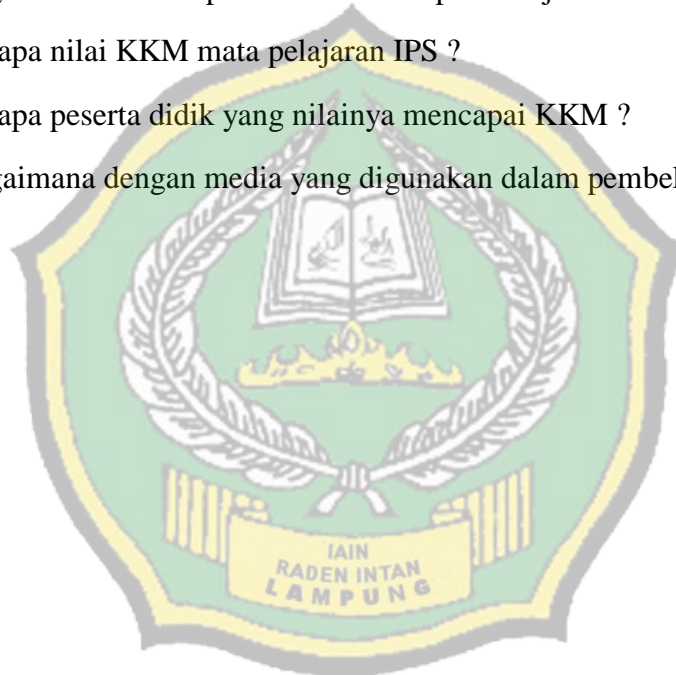 apa nilai KKM mata pelajaran IPS ?
apa peserta didik yang nilainya mencapai KKM ?
gaimana dengan media yang digunakan dalam pembel
IAIN
RADEN INTAN
LAMPUNG